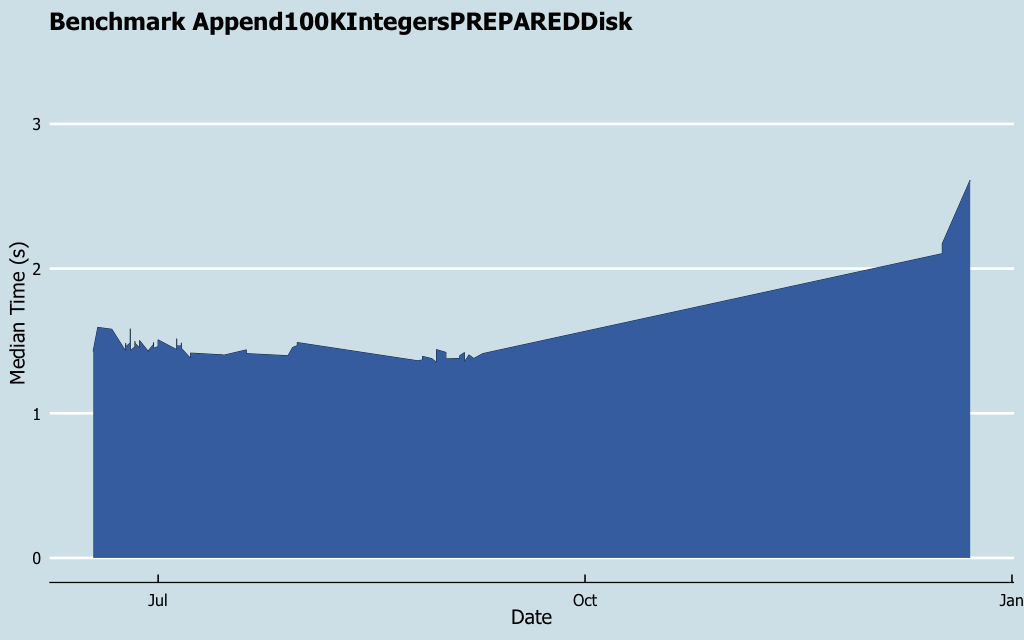 Benchmark Append100KIntegersPREPAREDDisk
3
2
1
0
Median Time (s)
Jul
Oct
Jan
Date